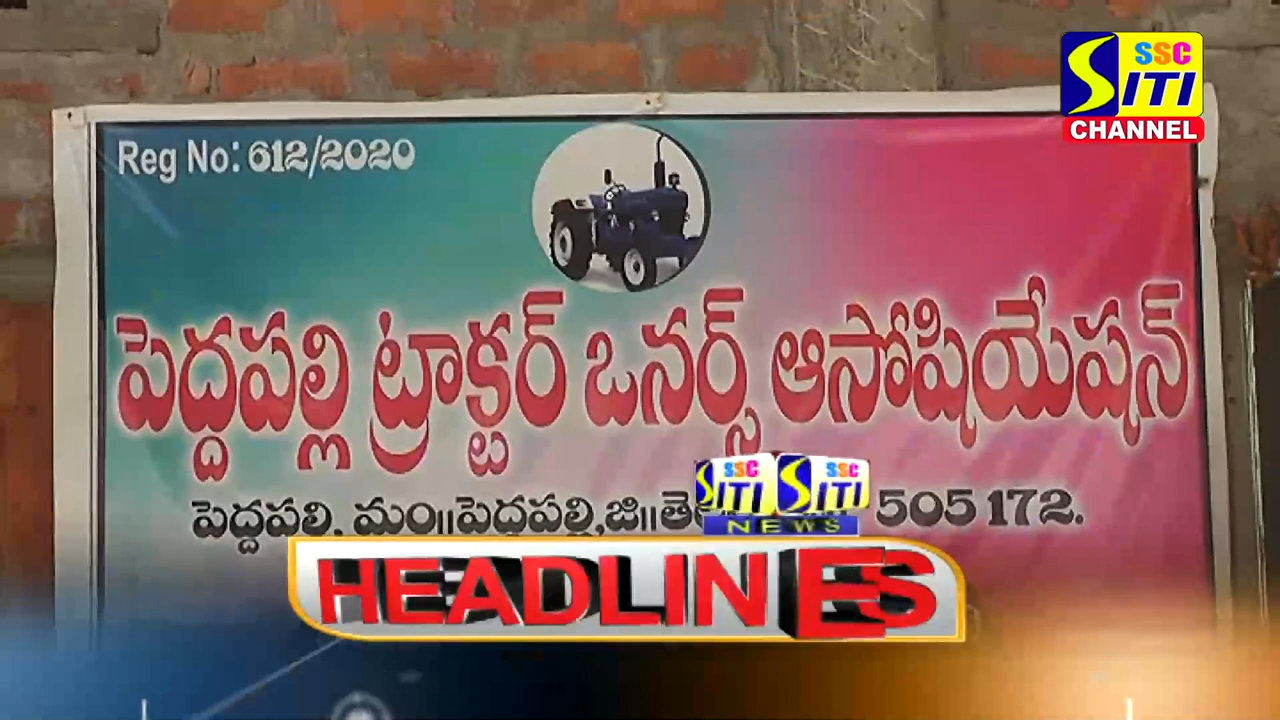 SSC
SITI
CHANNEL
Reg No: 612/2020
పెద్దపల్లి ట్రాక్టర్ ఓనర్స్ ఆసోషియేషన్
పెద్దపల్లి, మం॥పెద్దపల్లి,జి॥తె 505 172.
SSC SSC
SITI SITI
NEWS
HEADLINES